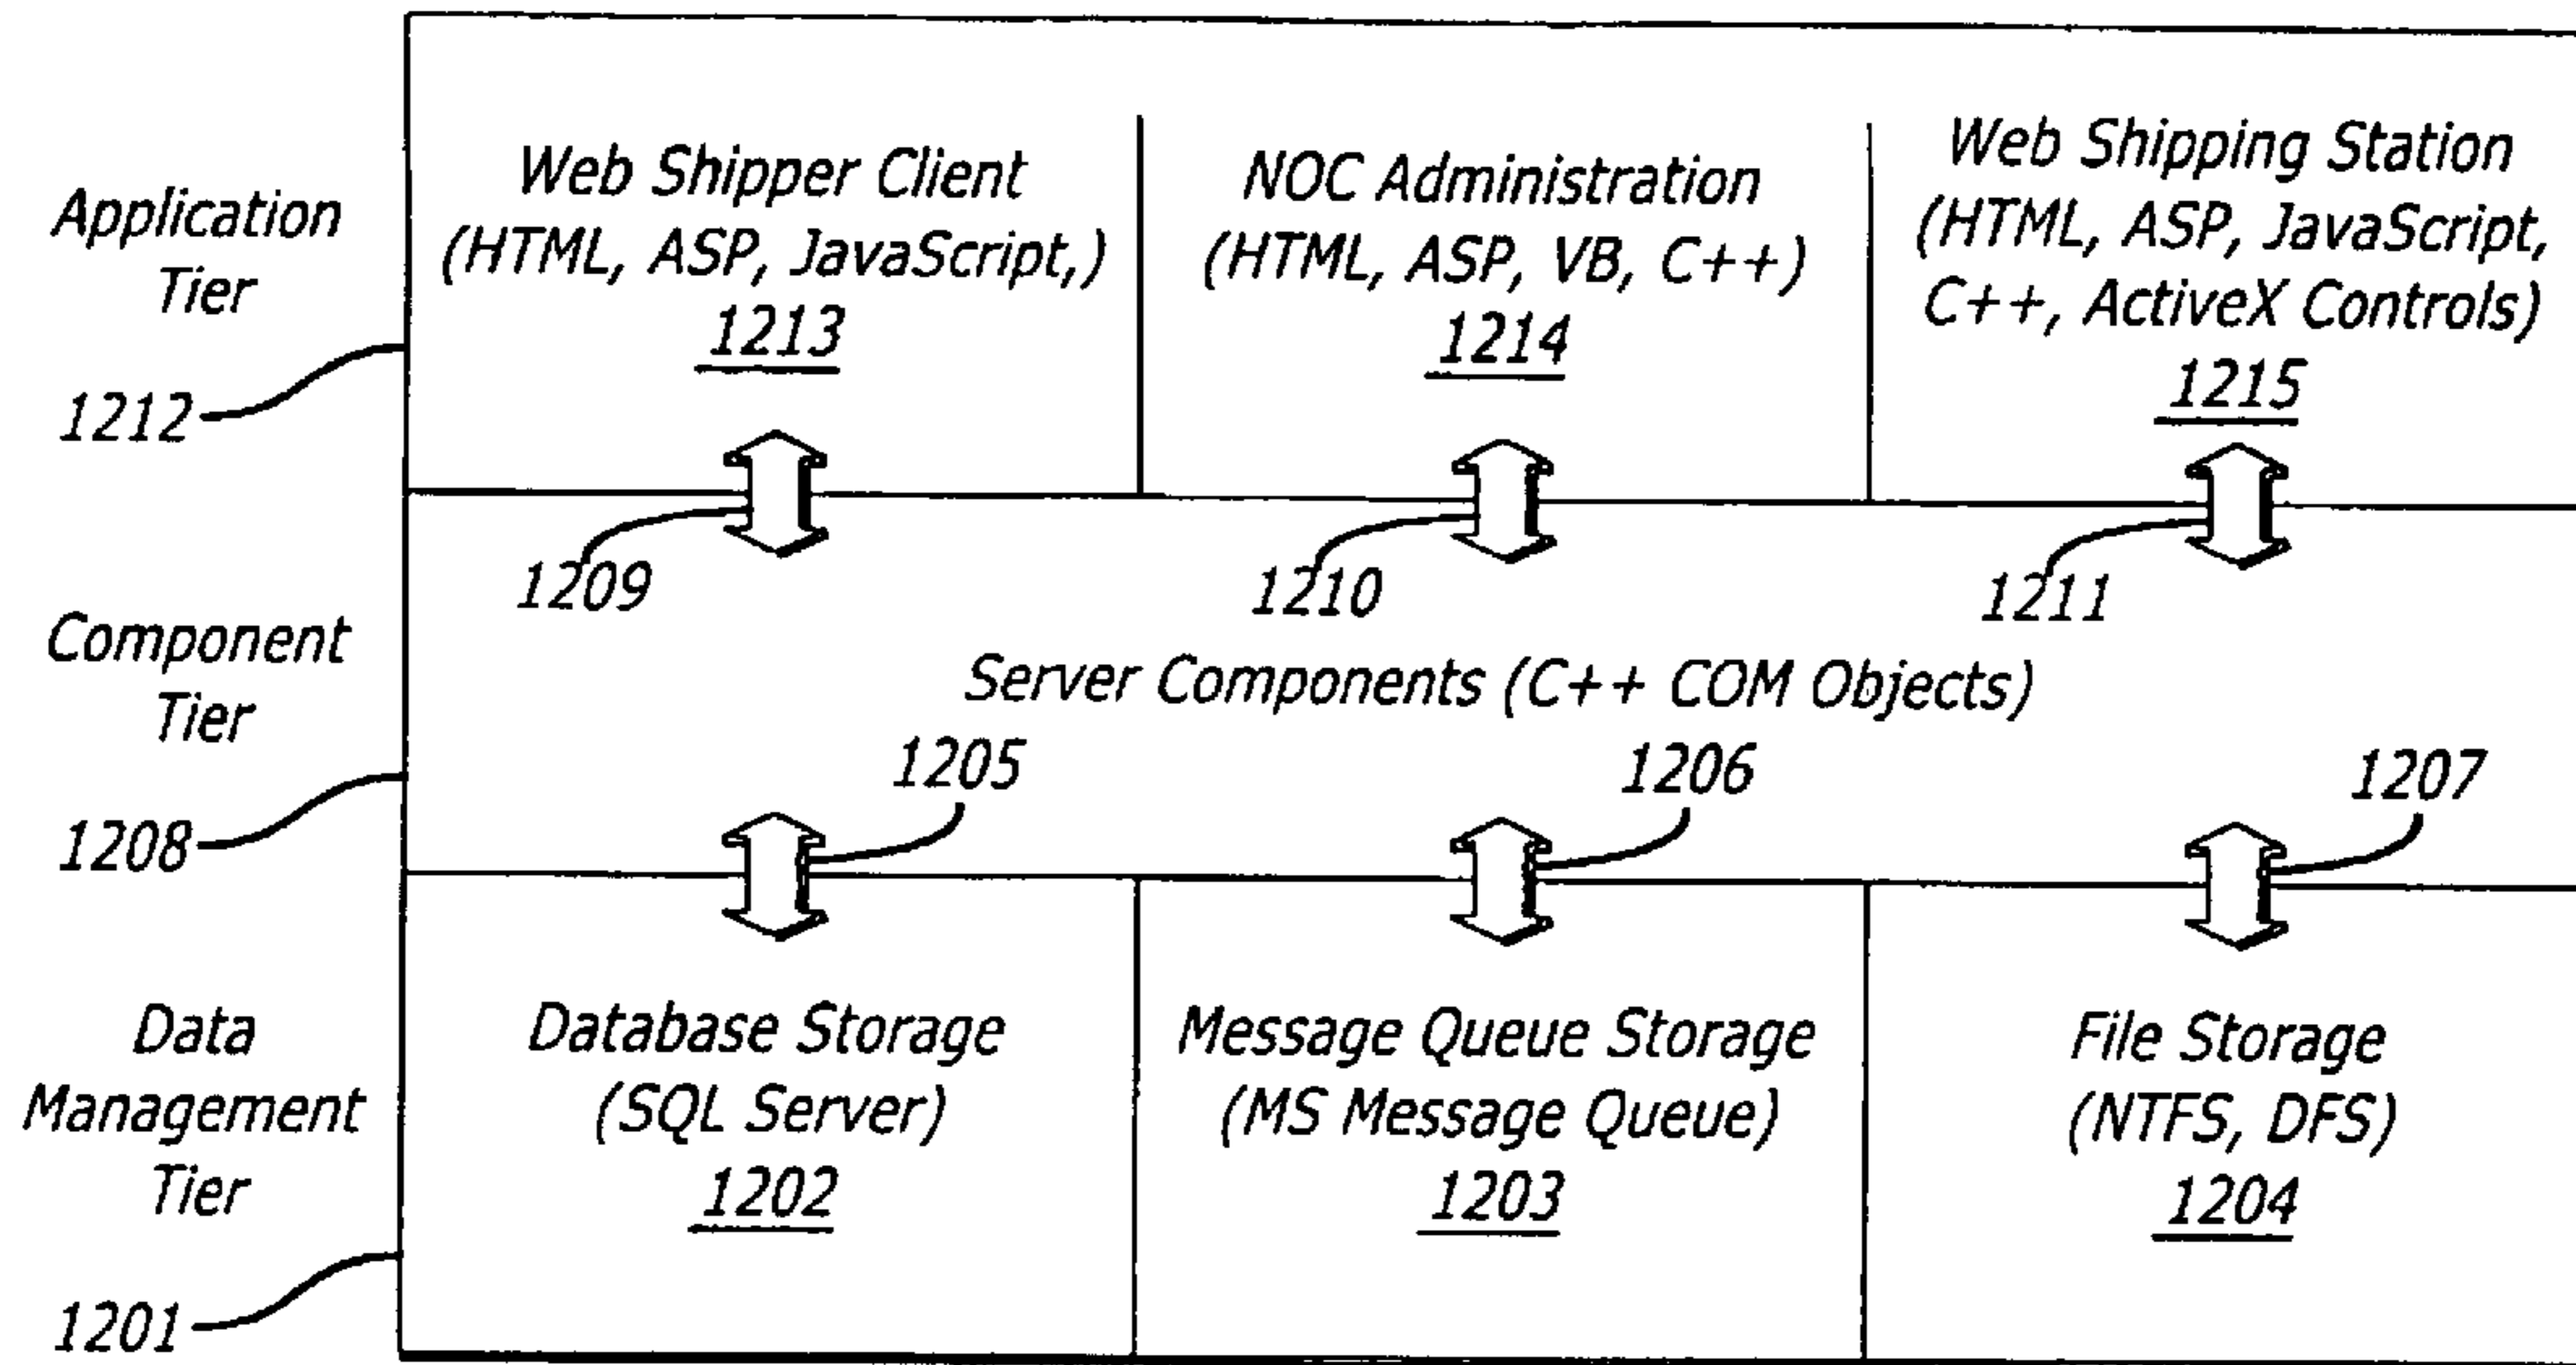 Application
Tier
1212
Web Shipper Client
(HTML, ASP, JavaScript,)
1213
NOC Administration
(HTML, ASP, VB, C++)
1214
Web Shipping Station
(HTML, ASP, JavaScript,
C++, ActiveX Controls)
1215
1209
1210
1211
Component
Tier
1208
Server Components (C++ COM Objects)
1205
1206
1207
Data
Management
Tier
1201
Database Storage
(SQL Server)
1202
Message Queue Storage
(MS Message Queue)
1203
File Storage
(NTFS, DFS)
1204